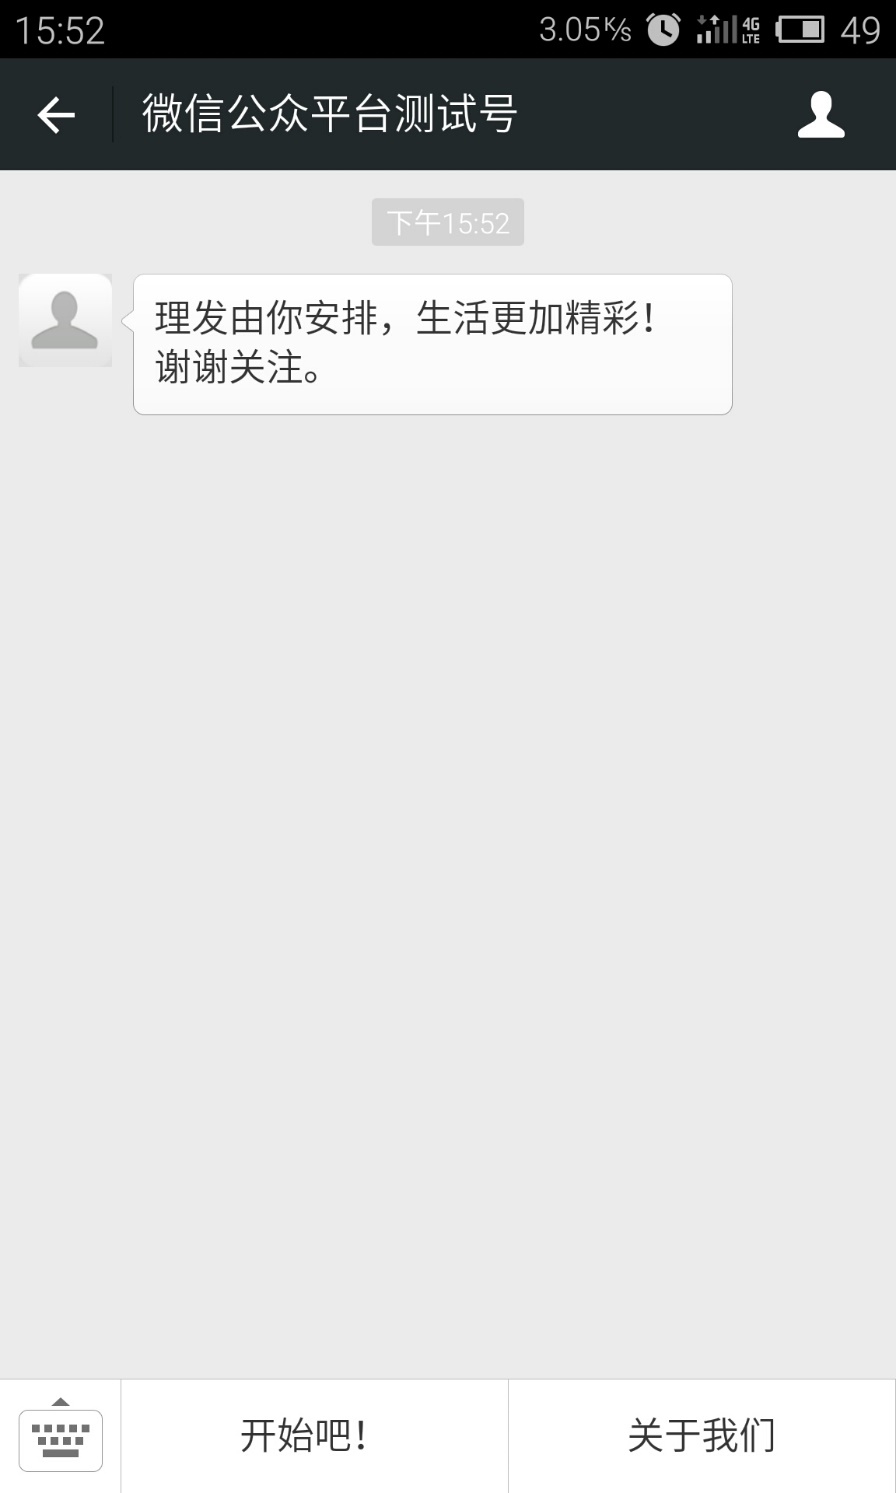 15:52 3.05K/s 4G LTE 49
微信公众平台测试号
下午15:52
理发由你安排，生活更加精彩！
谢谢关注。
开始吧！ 关于我们